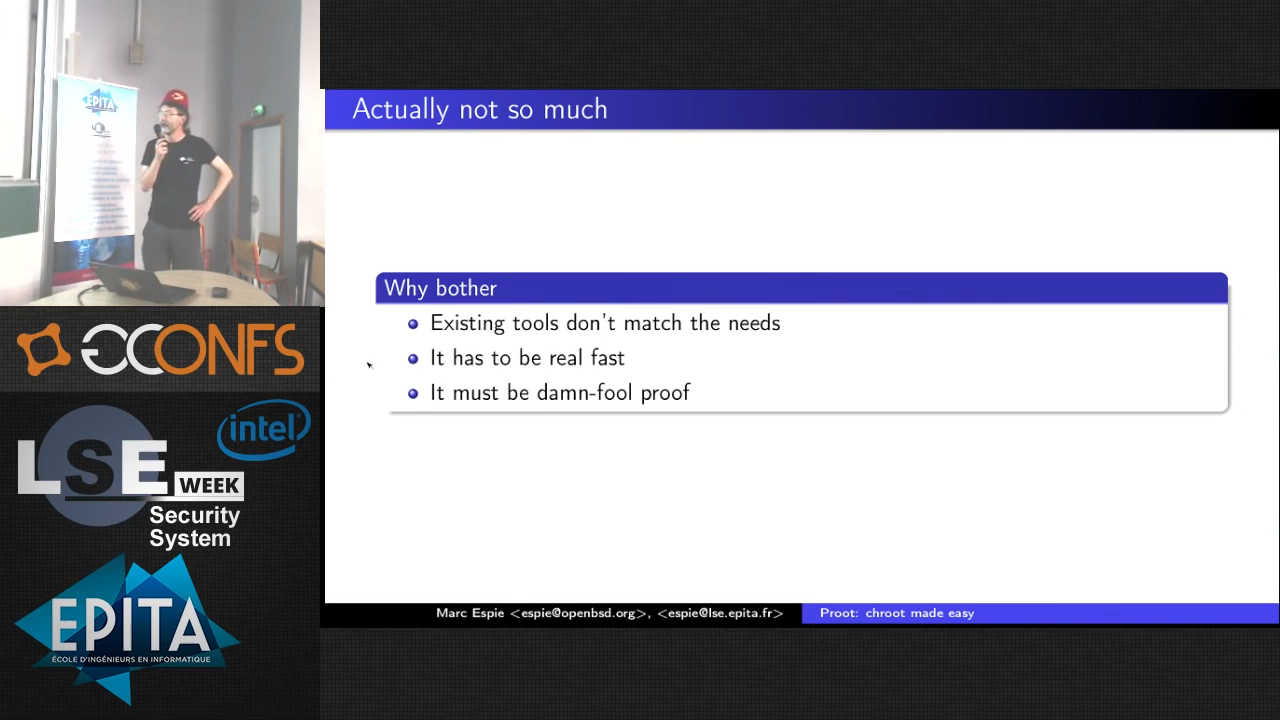 EPITA
GCONFS
intel
LSE
WEEK
Security
System
EPITA
ÉCOLE D'INGÉNIEURS EN INFORMATIQUE
Actually not so much
Why bother
Existing tools don't match the needs
It has to be real fast
It must be damn-fool proof
Marc Espie <espie@openbsd.org>, <espie@lse.epita.fr>
Proot: chroot made easy